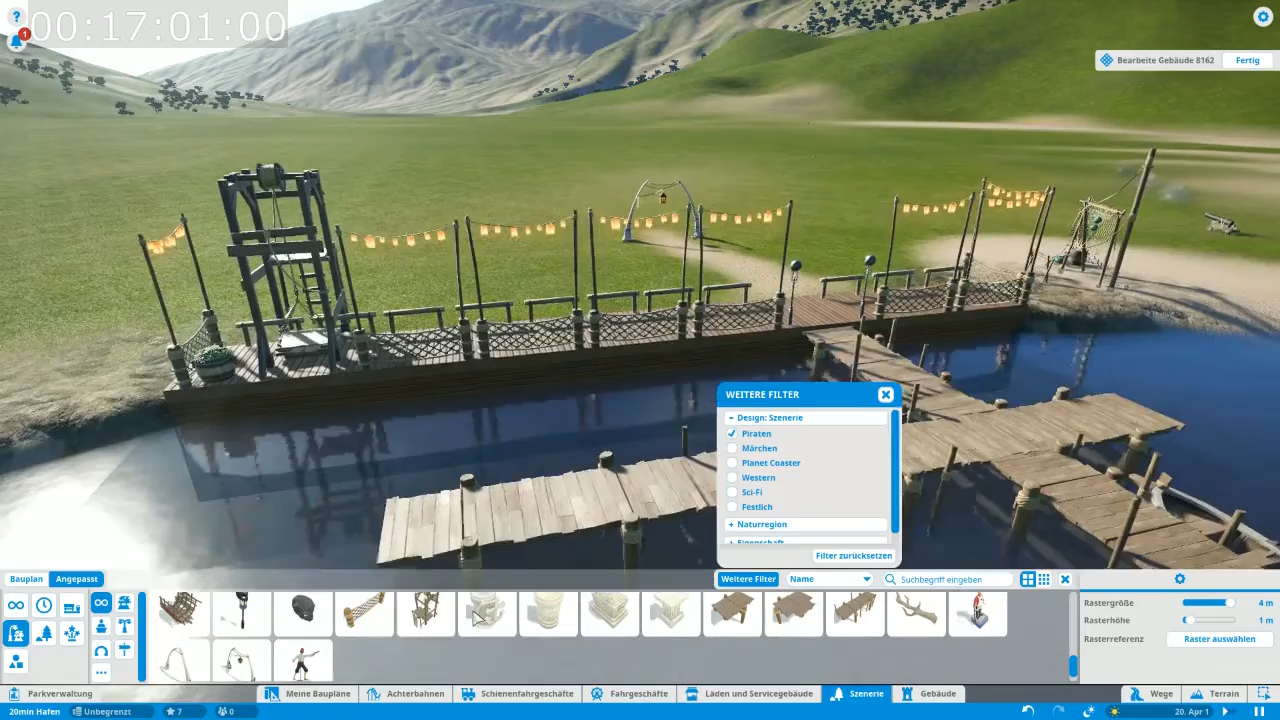 ?
00:17:01:00
1
Bearbeite Gebäude 8162
Fertig
WEITERE FILTER
- Design: Szenerie
Piraten
Märchen
Planet Coaster
Western
Sci-Fi
Festlich
+ Naturregion
+ Eigenschaft
Filter zurücksetzen
Bauplan
Angepasst
Weitere Filter
Name
Suchbegriff eingeben
Rastergröße
4 m
Rasterhöhe
1 m
Rasterreferenz
Raster auswählen
Parkverwaltung
Meine Baupläne
Achterbahnen
Schienenfahrgeschäfte
Fahrgeschäfte
Läden und Servicegebäude
Szenerie
Gebäude
Wege
Terrain
20min Hafen
Unbegrenzt
7
0
20. Apr 1